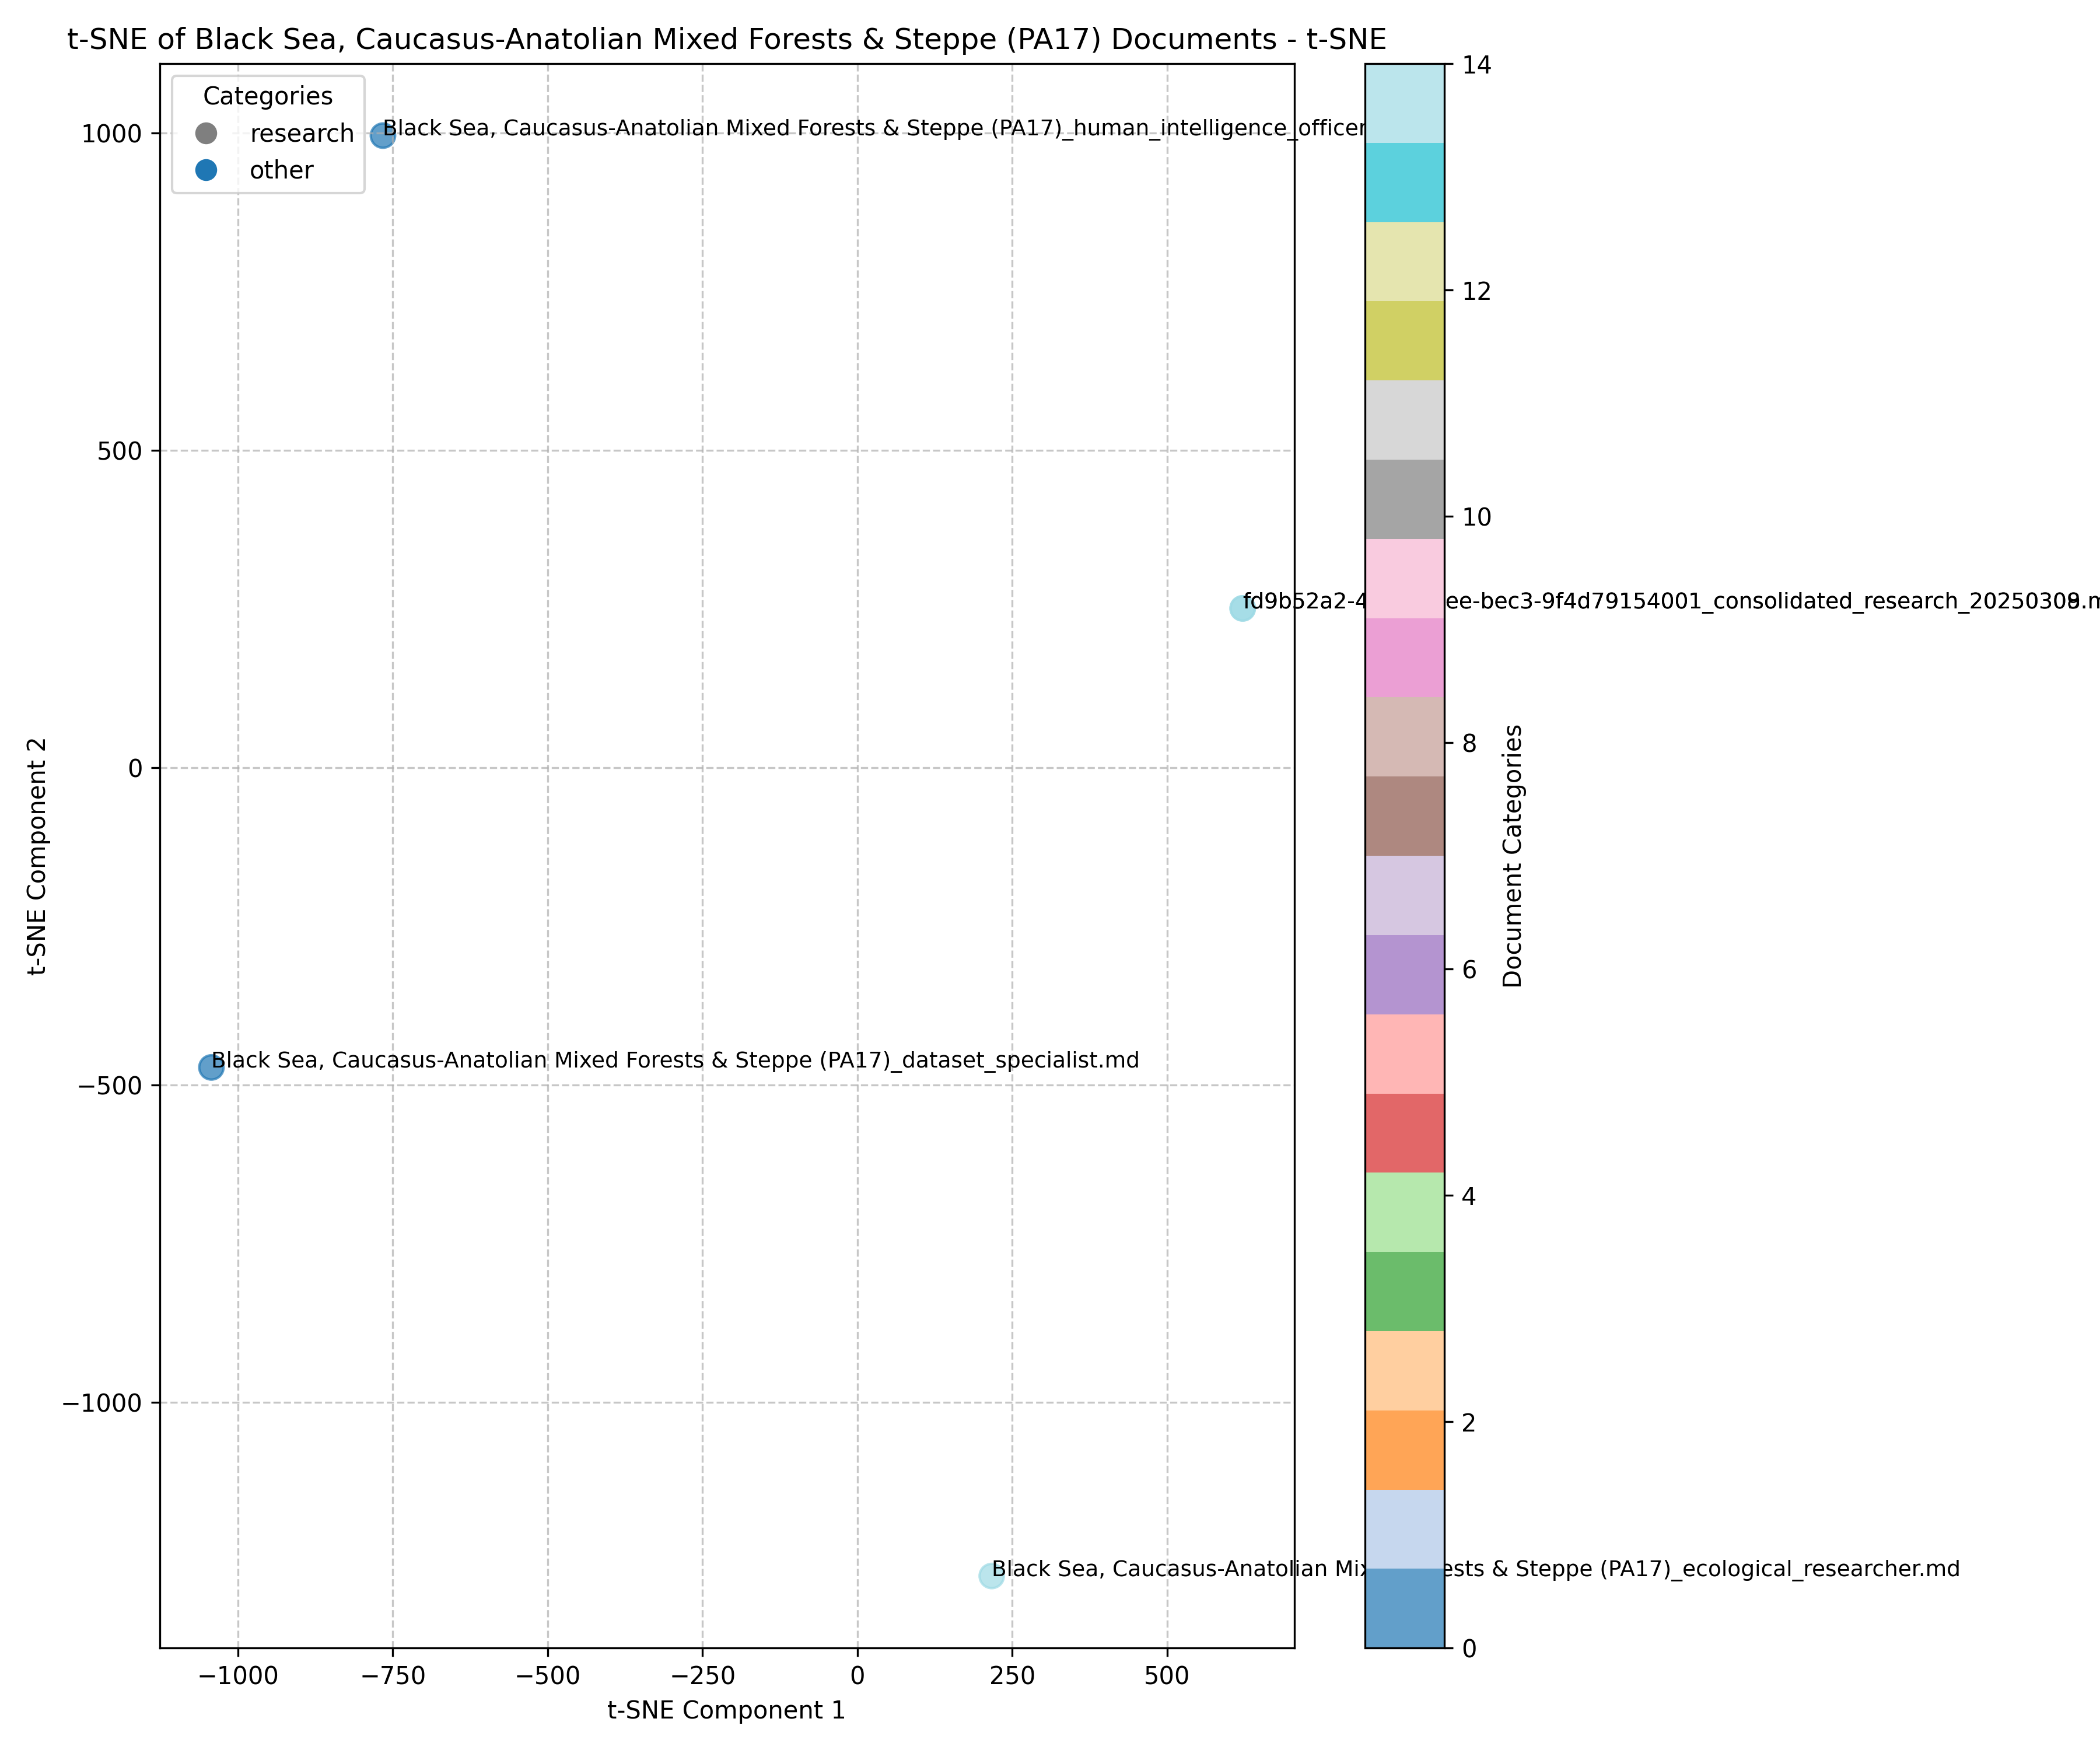 t-SNE of Black Sea, Caucasus-Anatolian Mixed Forests & Steppe (PA17) Documents - t-SNE
Categories
research
other
Black Sea, Caucasus-Anatolian Mixed Forests & Steppe (PA17)_human_intelligence_officer
fd9b52a2-4 ee-bec3-9f4d79154001_consolidated_research_
Black Sea, Caucasus-Anatolian Mixed Forests & Steppe (PA17)_dataset_specialist.md
Black Sea, Caucasus-Anatolian Mix ests & Steppe (PA17)_ecological_researcher.md
1000
500
0
−500
−1000
t-SNE Component 2
−1000
−750
−500
−250
0
250
500
t-SNE Component 1
14
12
10
8
6
4
2
0
Document Categories